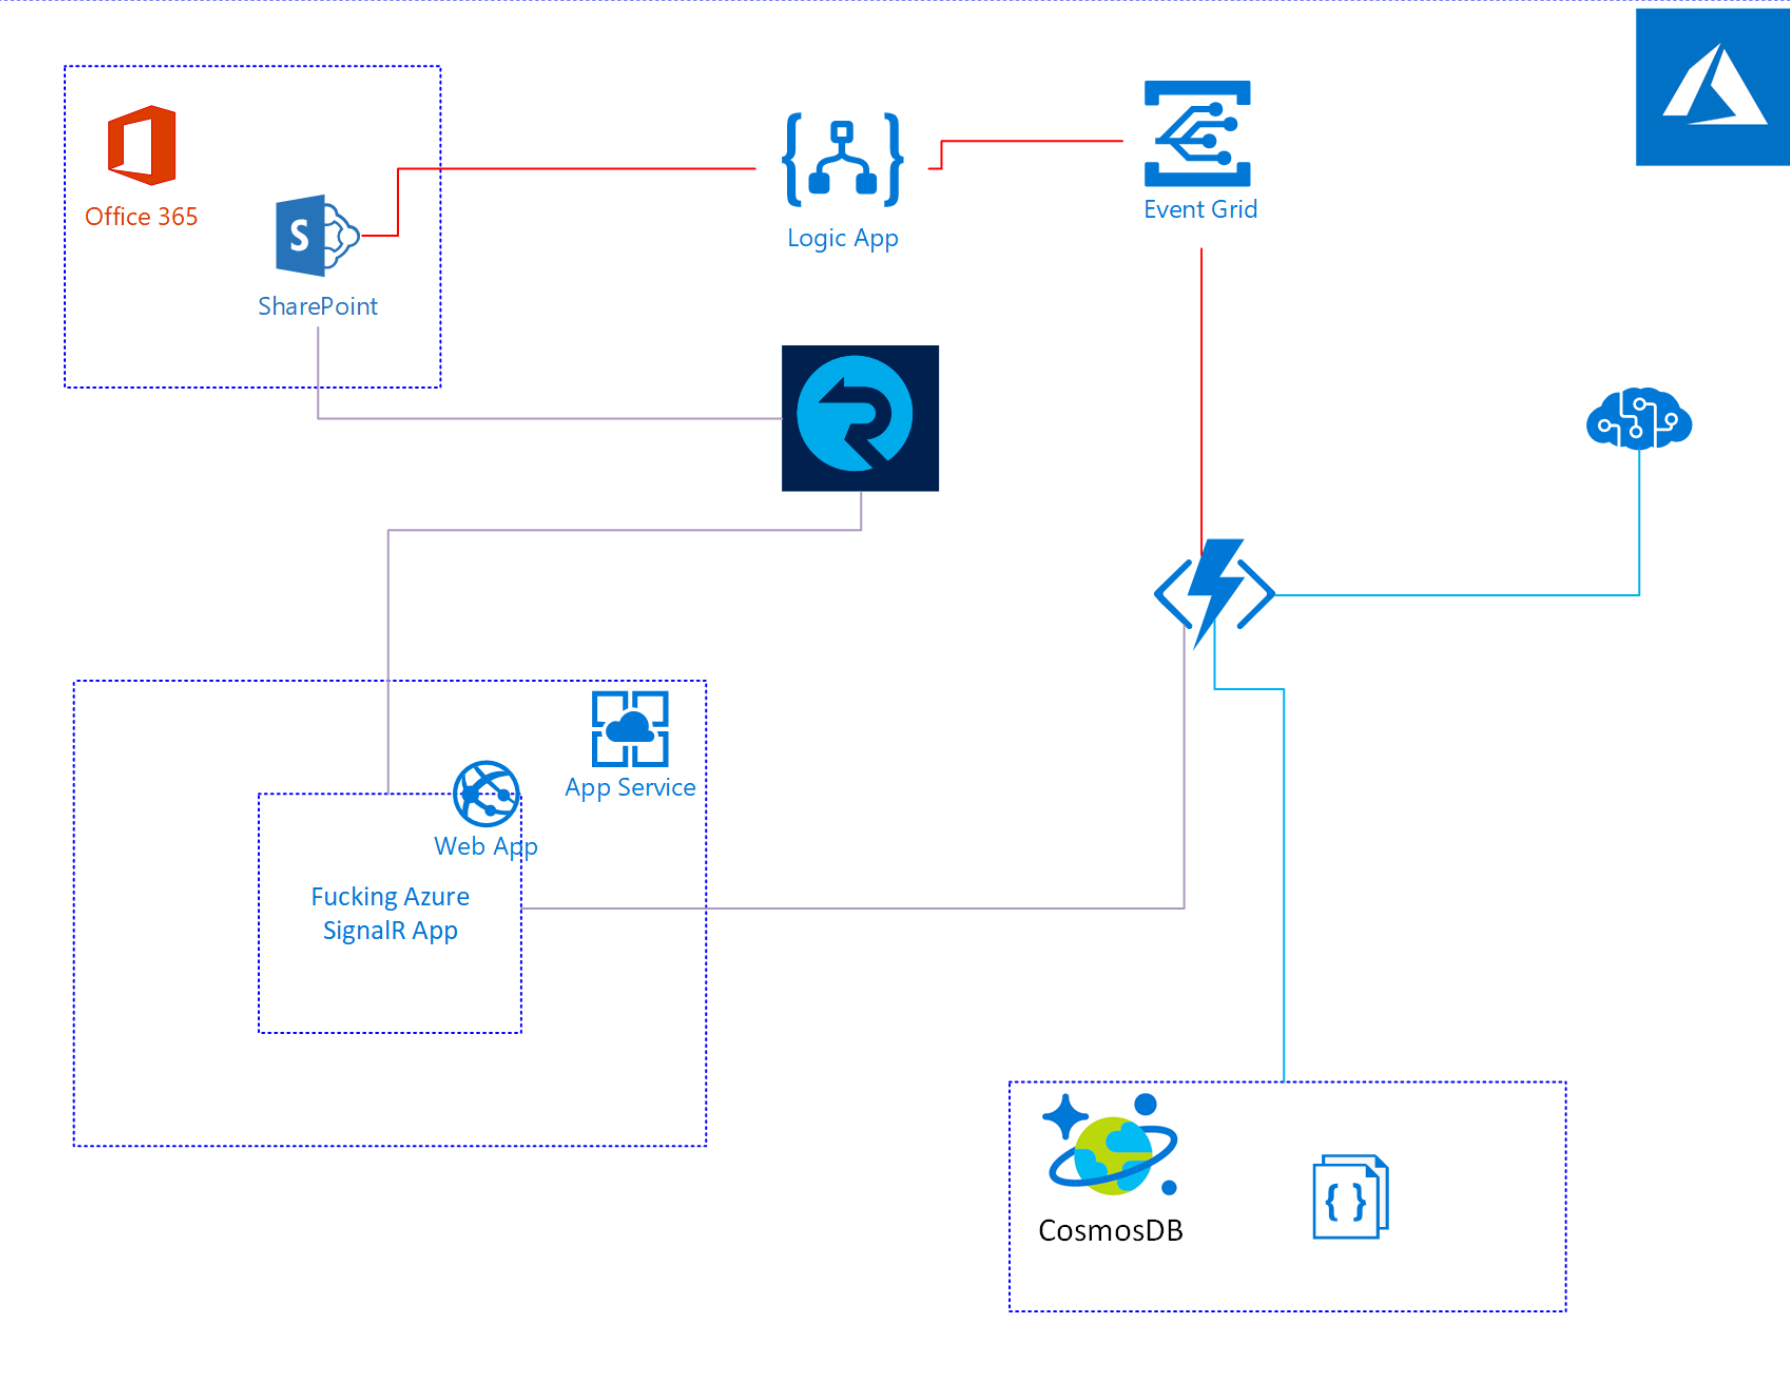 Office 365
S
SharePoint
Logic App
Event Grid
App Service
Web App
Fucking Azure
SignalR App
CosmosDB